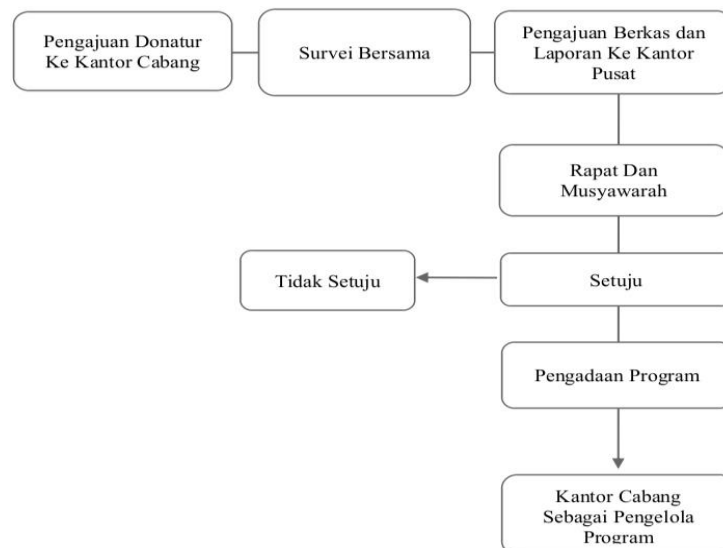 Pengajuan Donatur
Ke Kantor Cabang
Survei Bersama
Pengajuan Berkas dan
Laporan Ke Kantor
Pusat
Rapat Dan
Musyawarah
Tidak Setuju
Setuju
Pengadaan Program
Kantor Cabang
Sebagai Pengelola
Program